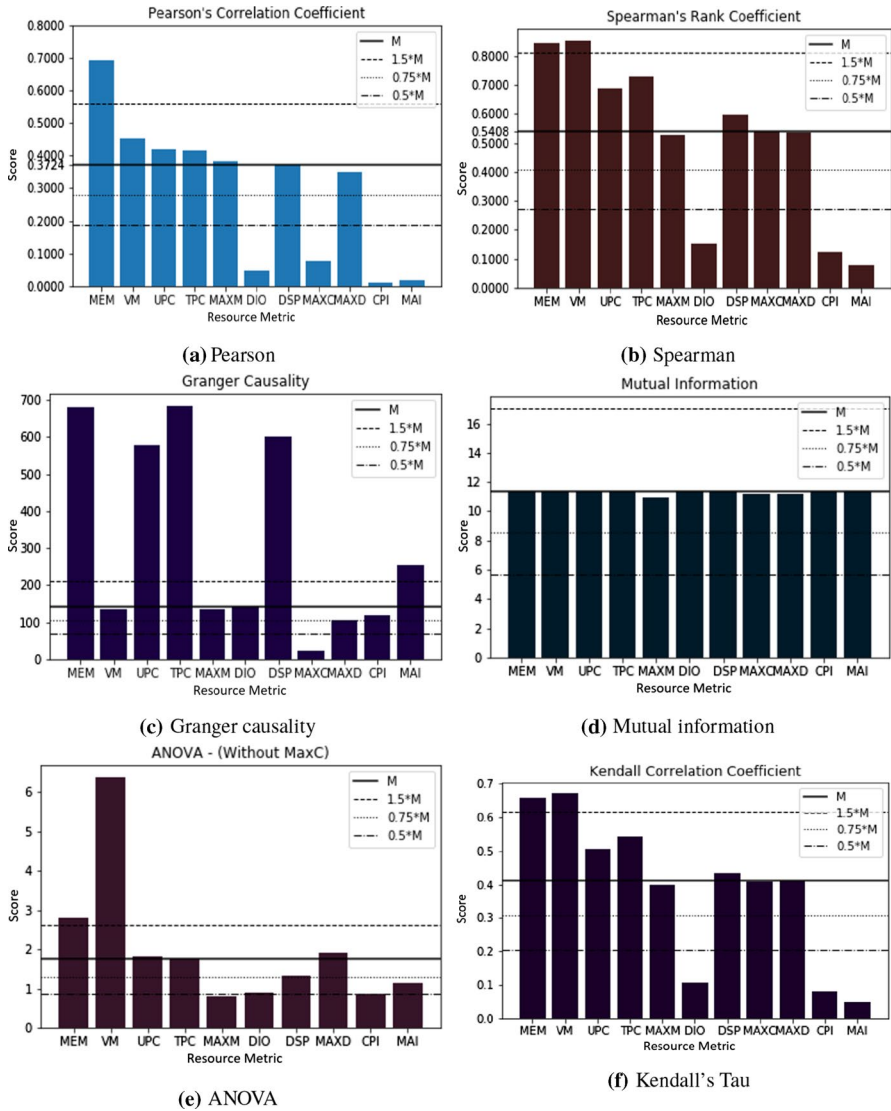 Pearson's Correlation Coefficient
0.8000
0.6000
0.5000
0.4000
0.3724
0.3000
0.2000
0.1000
0.0000
Score
M
1.5*M
0.75*M
0.5*M
MEM VM UPC TPC MAXM DIO DSP MAXC MAXD CPI MAI
Resource Metric
(a) Pearson
Spearman's Rank Coefficient
0.8000
0.7000
0.6000
0.5408
0.5000
0.4000
0.3000
0.2000
0.1000
0.0000
Score
M
1.5*M
0.75*M
0.5*M
MEM VM UPC TPC MAXM DIO DSP MAXC MAXD CPI MAI
Resource Metric
(b) Spearman
Granger Causality
700
600
500
400
300
200
100
0
Score
M
1.5*M
0.75*M
0.5*M
MEM VM UPC TPC MAXM DIO DSP MAXC MAXD CPI MAI
Resource Metric
(c) Granger causality
Mutual Information
16
14
12
10
8
6
4
2
0
Score
M
1.5*M
0.75*M
0.5*M
MEM VM UPC TPC MAXM DIO DSP MAXC MAXD CPI MAI
Resource Metric
(d) Mutual information
ANOVA - (Without MaxC)
6
5
4
3
2
1
0
Score
M
1.5*M
0.75*M
0.5*M
MEM VM UPC TPC MAXM DIO DSP MAXD CPI MAI
Resource Metric
(e) ANOVA
Kendall Correlation Coefficient
0.7
0.6
0.5
0.4
0.3
0.2
0.1
0.0
Score
M
1.5*M
0.75*M
0.5*M
MEM VM UPC TPC MAXM DIO DSP MAXC MAXD CPI MAI
Resource Metric
(f) Kendall's Tau